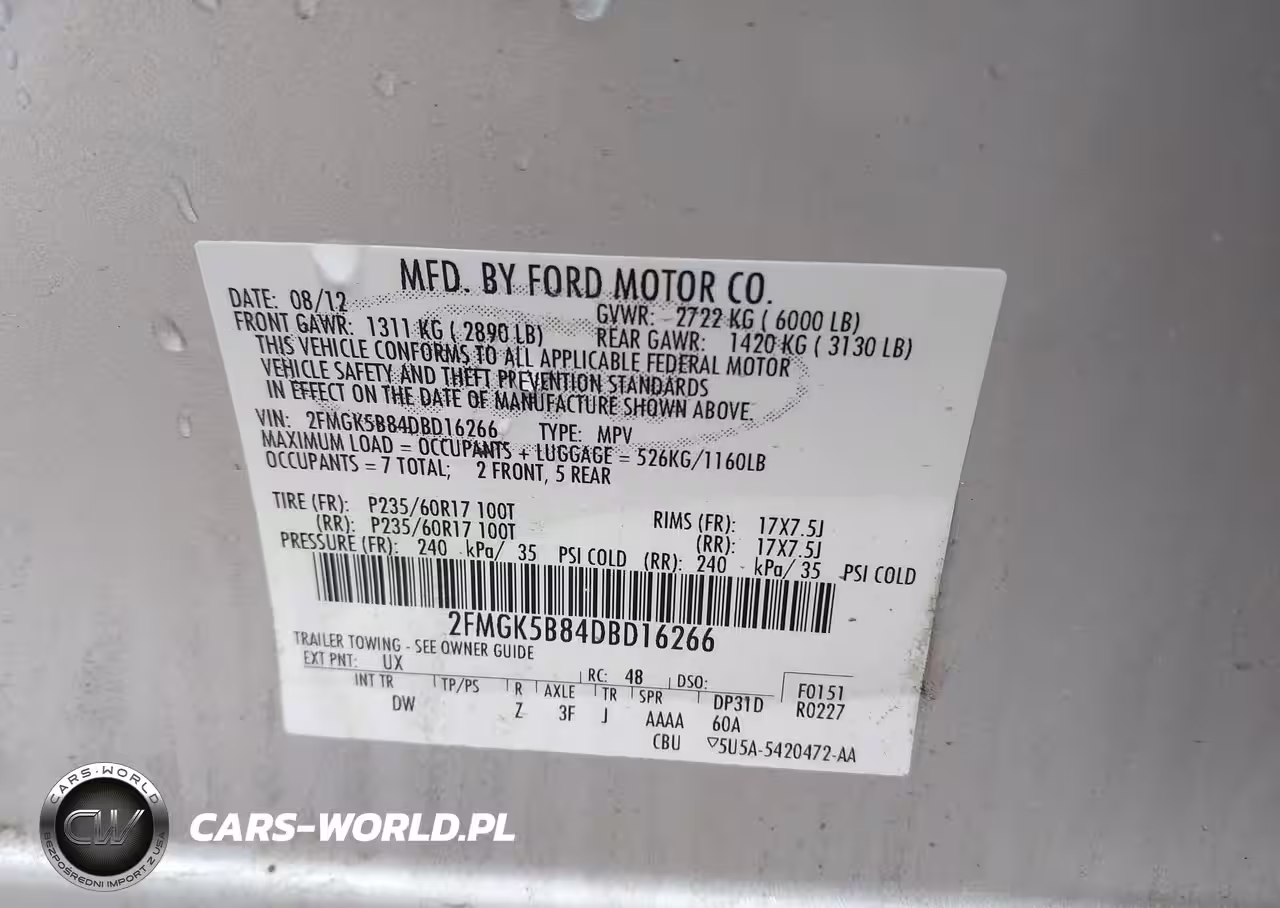 MFD. BY FORD MOTOR CO.
DATE: 08/12 GVWR: 2722 KG ( 6000 LB)
FRONT GAWR: 1311 KG ( 2890 LB) REAR GAWR: 1420 KG ( 3130 LB)
THIS VEHICLE CONFORMS TO ALL APPLICABLE FEDERAL MOTOR
VEHICLE SAFETY AND THEFT PREVENTION STANDARDS
IN EFFECT ON THE DATE OF MANUFACTURE SHOWN ABOVE.
VIN: 2FMGK5B84DBD16266 TYPE: MPV
MAXIMUM LOAD = OCCUPANTS + LUGGAGE = 526KG/1160LB
OCCUPANTS = 7 TOTAL; 2 FRONT, 5 REAR
TIRE (FR): P235/60R17 100T RIMS (FR): 17X7.5J
(RR): P235/60R17 100T (RR): 17X7.5J
PRESSURE (FR): 240 kPa/ 35 PSI COLD (RR): 240 kPa/ 35 PSI COLD
2FMGK5B84DBD16266
TRAILER TOWING - SEE OWNER GUIDE
EXT PNT: UX RC: 48 DSO: F0151
INT TR TP/PS R AXLE TR SPR DP31D R0227
DW Z 3F J AAAA 60A
CBU ▽5U5A-5420472-AA
CARS-WORLD
CW
BEZPOŚREDNI IMPORT Z USA
CARS-WORLD.PL